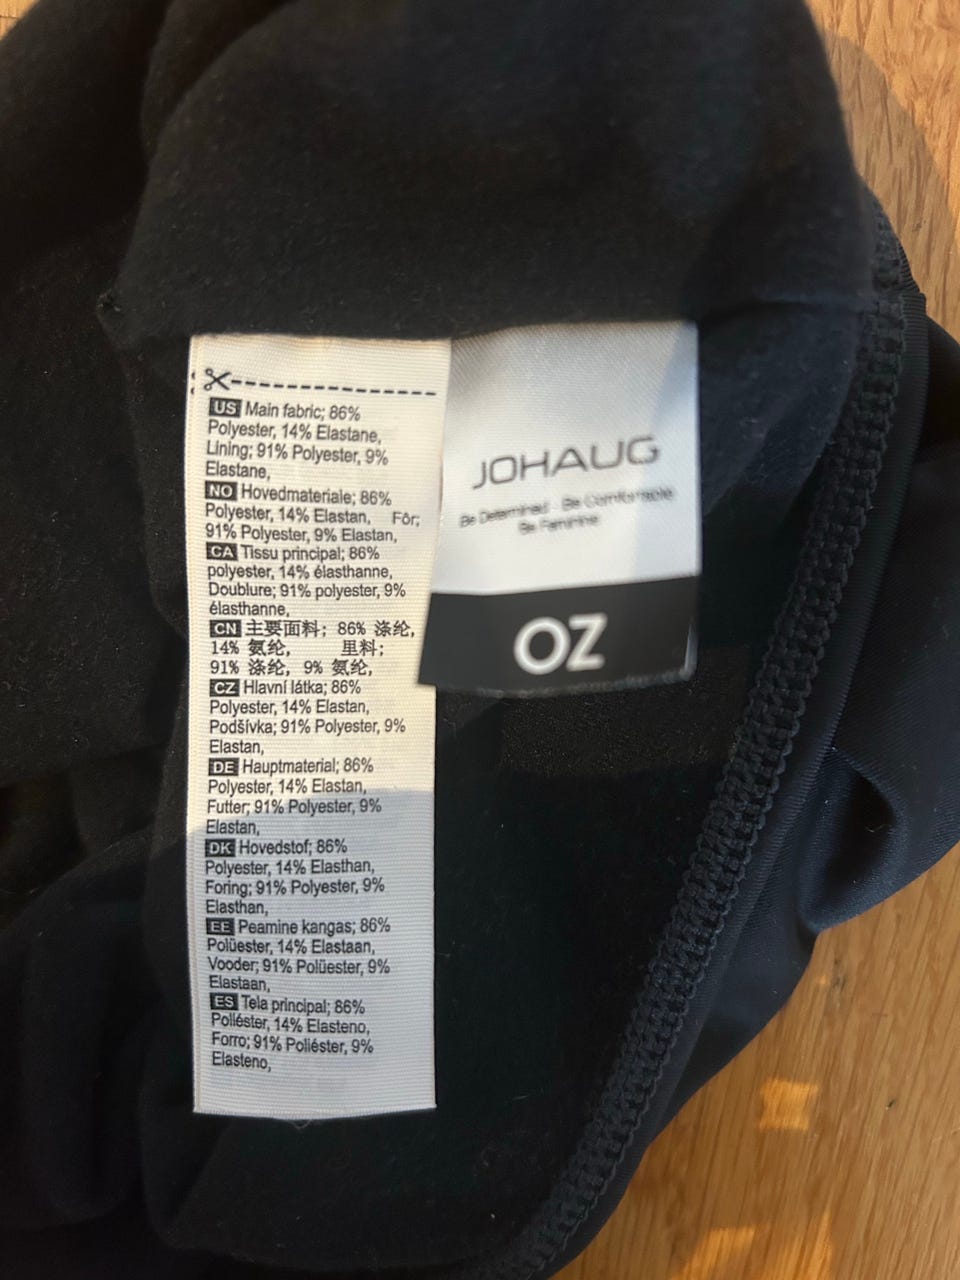 US Main fabric; 86%
Polyester, 14% Elastane,
Lining; 91% Polyester, 9%
Elastane,
NO Hovedmateriale; 86%
Polyester, 14% Elastan, Fôr;
91% Polyester, 9% Elastan,
CA Tissu principal; 86%
polyester, 14% élasthanne,
Doublure; 91% polyester, 9%
élasthanne,
CN 主要面料; 86% 涤纶,
14% 氨纶, 里料;
91% 涤纶, 9% 氨纶,
CZ Hlavní látka; 86%
Polyester, 14% Elastan,
Podšívka; 91% Polyester, 9%
Elastan,
DE Hauptmaterial; 86%
Polyester, 14% Elastan,
Futter; 91% Polyester, 9%
Elastan,
DK Hovedstof; 86%
Polyester, 14% Elasthan,
Foring; 91% Polyester, 9%
Elasthan,
EE Peamine kangas; 86%
Polüester, 14% Elastaan,
Vooder; 91% Polüester, 9%
Elastaan,
ES Tela principal; 86%
Poliéster, 14% Elasteno,
Forro; 91% Poliéster, 9%
Elasteno,
JOHAUG
Be Determined - Be Comfortable
Be Feminine
OZ